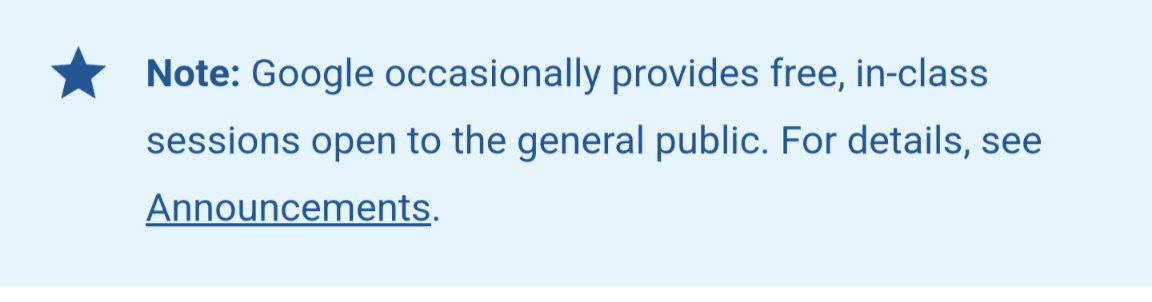 Note: Google occasionally provides free, in-class
sessions open to the general public. For details, see
Announcements.